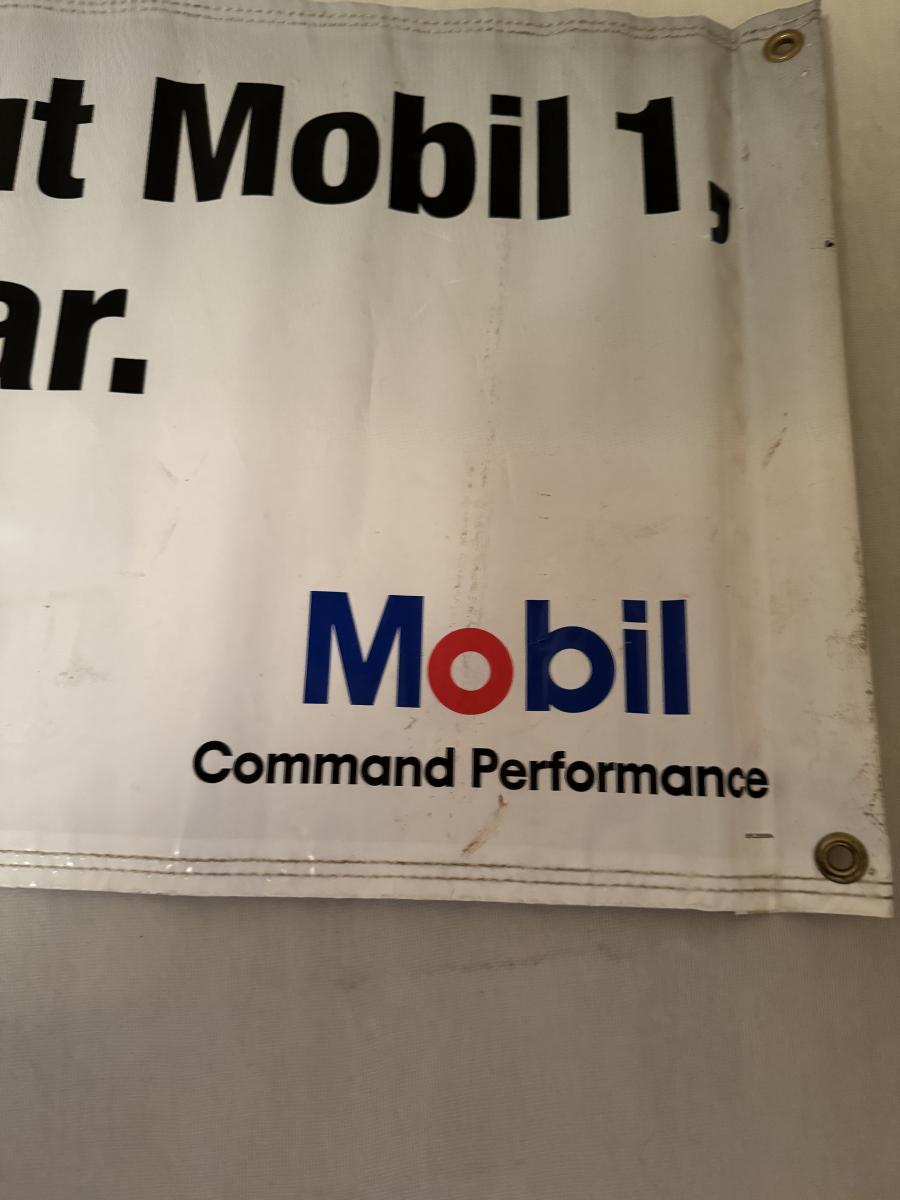 ut Mobil 1,
ar.
Mobil
Command Performance